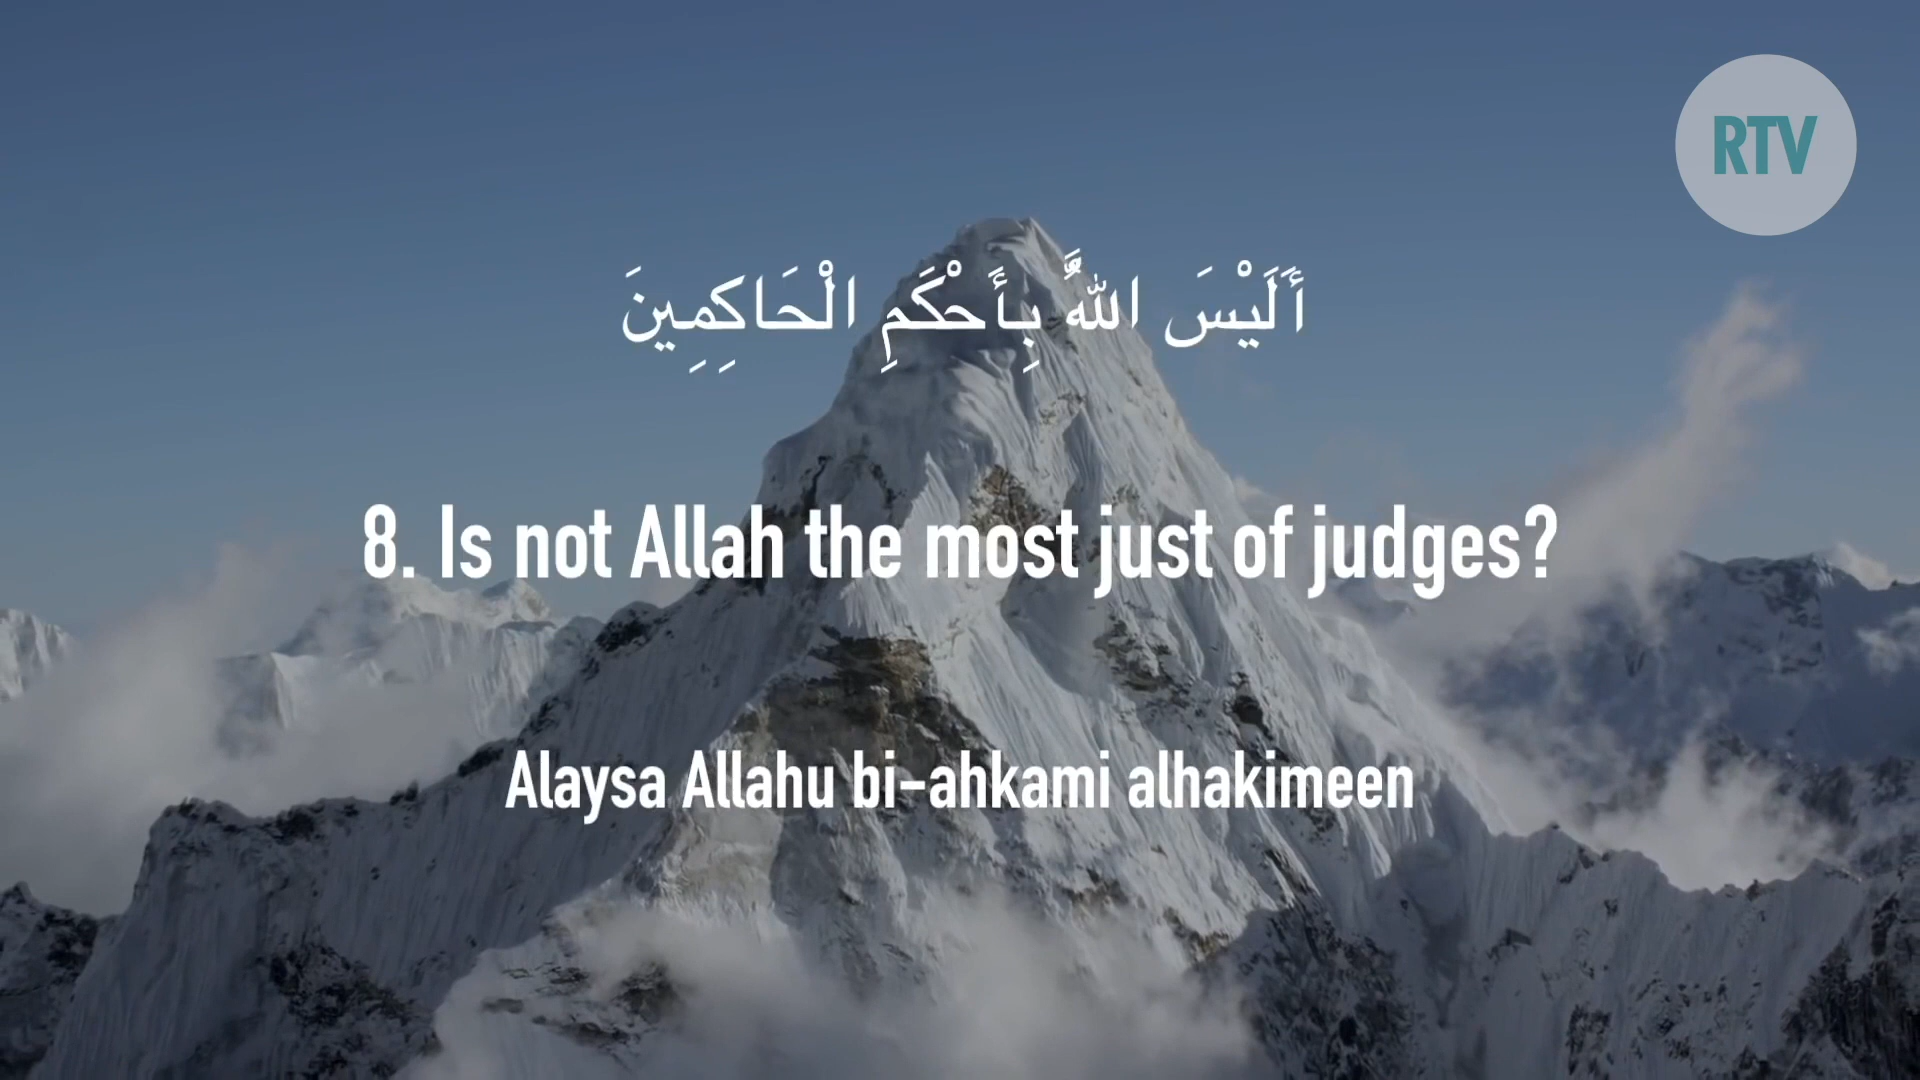 RTV
أَلَيْسَ اللَّهُ بِأَحْكَمِ الْحَاكِمِينَ
8. Is not Allah the most just of judges?
Alaysa Allahu bi-ahkami alhakimeen